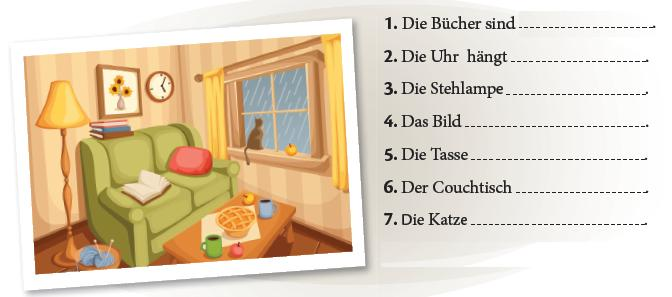 1. Die Bücher sind
2. Die Uhr hängt
3. Die Stehlampe
4. Das Bild
5. Die Tasse
6. Der Couchtisch
7. Die Katze